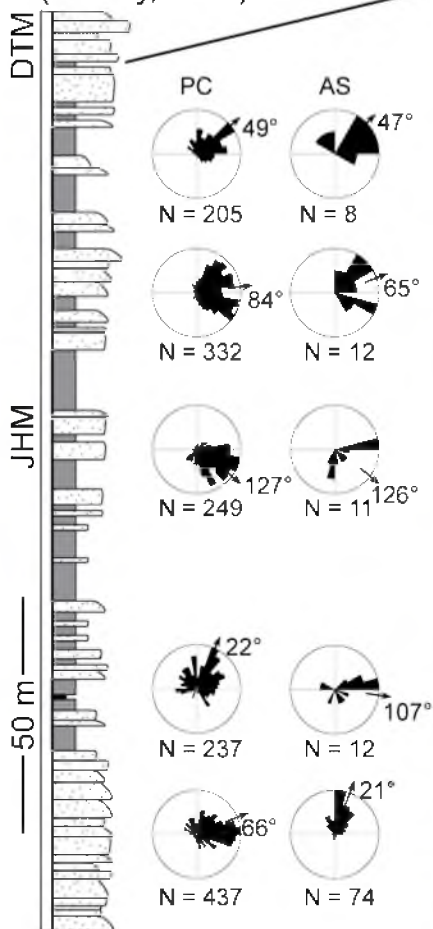 DTM
PC AS
49° 47°
N = 205 N = 8
84° 65°
N = 332 N = 12
JHM
127° 126°
N = 249 N = 11
22° 107°
N = 237 N = 12
50 m
66° 21°
N = 437 N = 74